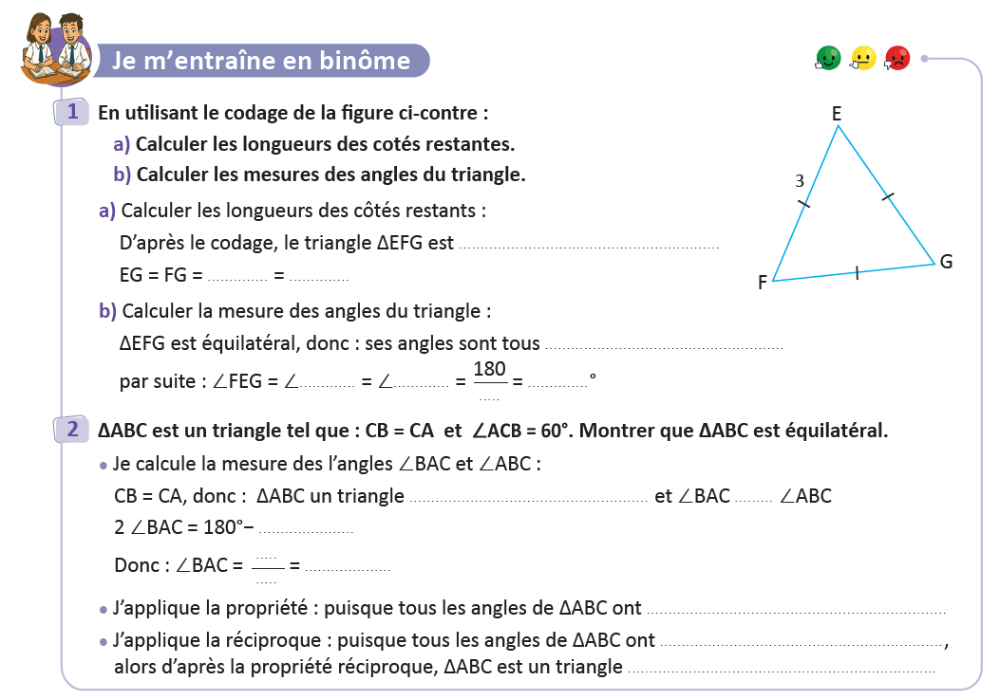 Je m’entraîne en binôme
1 En utilisant le codage de la figure ci-contre :
a) Calculer les longueurs des cotés restantes.
b) Calculer les mesures des angles du triangle.
a) Calculer les longueurs des côtés restants :
D’après le codage, le triangle ΔEFG est ............................................................
EG = FG = .............. = ..............
b) Calculer la mesure des angles du triangle :
ΔEFG est équilatéral, donc : ses angles sont tous .......................................................
par suite : ∠FEG = ∠............. = ∠............. = 180/..... = ..............°
E
3
F
G
2 ΔABC est un triangle tel que : CB = CA et ∠ACB = 60°. Montrer que ΔABC est équilatéral.
• Je calcule la mesure des l’angles ∠BAC et ∠ABC :
CB = CA, donc : ΔABC un triangle ....................................................... et ∠BAC ......... ∠ABC
2 ∠BAC = 180°− ......................
Donc : ∠BAC = ...../..... = ....................
• J’applique la propriété : puisque tous les angles de ΔABC ont .....................................................................
• J’applique la réciproque : puisque tous les angles de ΔABC ont .................................................................,
alors d’après la propriété réciproque, ΔABC est un triangle .......................................................................